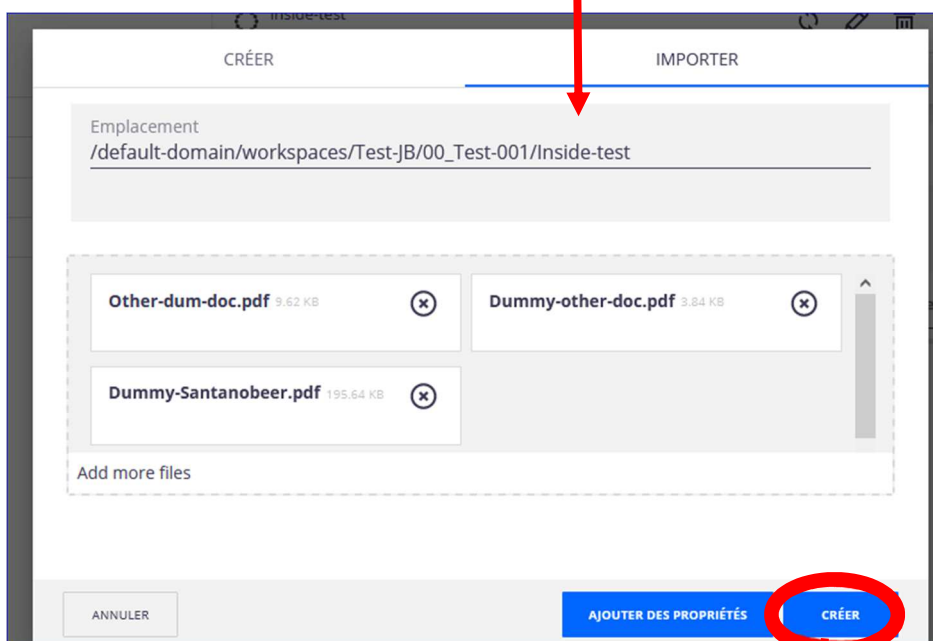 Inside-test
CRÉER IMPORTER
Emplacement
/default-domain/workspaces/Test-JB/00_Test-001/Inside-test
Other-dum-doc.pdf 9.62 KB Dummy-other-doc.pdf 3.84 KB
Dummy-Santanobeer.pdf 195.64 KB
Add more files
ANNULER AJOUTER DES PROPRIÉTÉS CRÉER